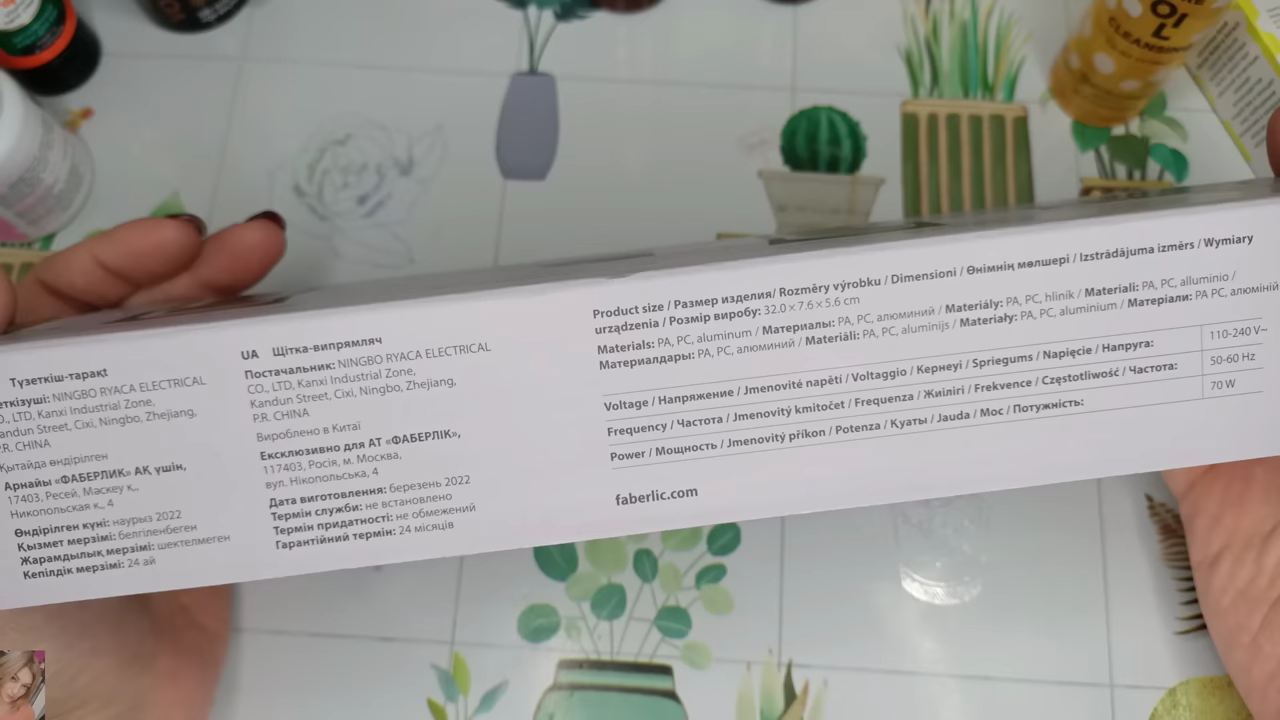 Түзеткіш-тарақ
NINGBO RYACA ELECTRICAL
LTD, Kanxi Industrial Zone,
Street, Cixi, Ningbo, Zhejiang,
CHINA
Қытайда өндірілген
Арнайы «ФАБЕРЛИК» АҚ үшін,
17403, Ресей, Мәскеу қ.,
Никопольская к., 4
Өндірілген күні: наурыз 2022
Қызмет мерзімі: белгіленбеген
Жарамдылық мерзімі: шектелмеген
Кепілдік мерзімі: 24 ай
UA Щітка-випрямляч
Постачальник: NINGBO RYACA ELECTRICAL
CO., LTD, Kanxi Industrial Zone,
Kandun Street, Cixi, Ningbo, Zhejiang,
P.R. CHINA
Вироблено в Китаї
Ексклюзивно для АТ «ФАБЕРЛІК»,
117403, Росія, м. Москва,
вул. Нікопольська, 4
Дата виготовлення: березень 2022
Термін служби: не встановлено
Термін придатності: не обмежений
Гарантійний термін: 24 місяців
Product size / Размер изделия/ Rozměry výrobku / Dimensioni / Өнімнің мөлшері / Izstrādājuma izmērs / Wymiary
urządzenia / Розмір виробу: 32.0 × 7.6 × 5.6 cm
Materials: PA, PC, aluminum / Материалы: PA, PC, алюминий / Materiály: PA, PC, hliník / Materiali: PA, PC, alluminio /
Материалдары: PA, PC, алюминий / Materiāli: PA, PC, alumīnijs / Materiały: PA, PC, aluminium / Матеріали: PA PC, алюміній
Voltage / Напряжение / Jmenovité napětí / Voltaggio / Кернеуі / Spriegums / Napięcie / Напруга: 110-240 V~
Frequency / Частота / Jmenovitý kmitočet / Frequenza / Жиілігі / Frekvence / Częstotliwość / Частота: 50-60 Hz
Power / Мощность / Jmenovitý příkon / Potenza / Қуаты / Jauda / Moc / Потужність: 70 W
faberlic.com
OIL
CLEANSING